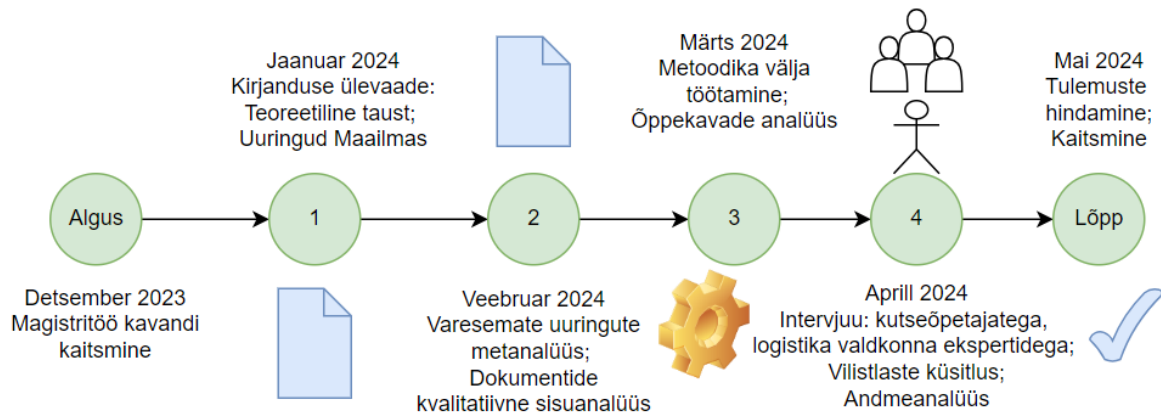 Algus
Detsember 2023
Magistritöö kavandi
kaitsmine
Jaanuar 2024
Kirjanduse ülevaade:
Teoreetiline taust;
Uuringud Maailmas
1
2
Veebruar 2024
Varesemate uuringute
metanalüüs;
Dokumentide
kvalitatiivne sisuanalüüs
Märts 2024
Metoodika välja
töötamine;
Õppekavade analüüs
3
4
Aprill 2024
Intervjuu: kutseõpetajatega,
logistika valdkonna ekspertidega;
Vilistlaste küsitlus;
Andmeanalüüs
Mai 2024
Tulemuste
hindamine;
Kaitsmine
Lõpp